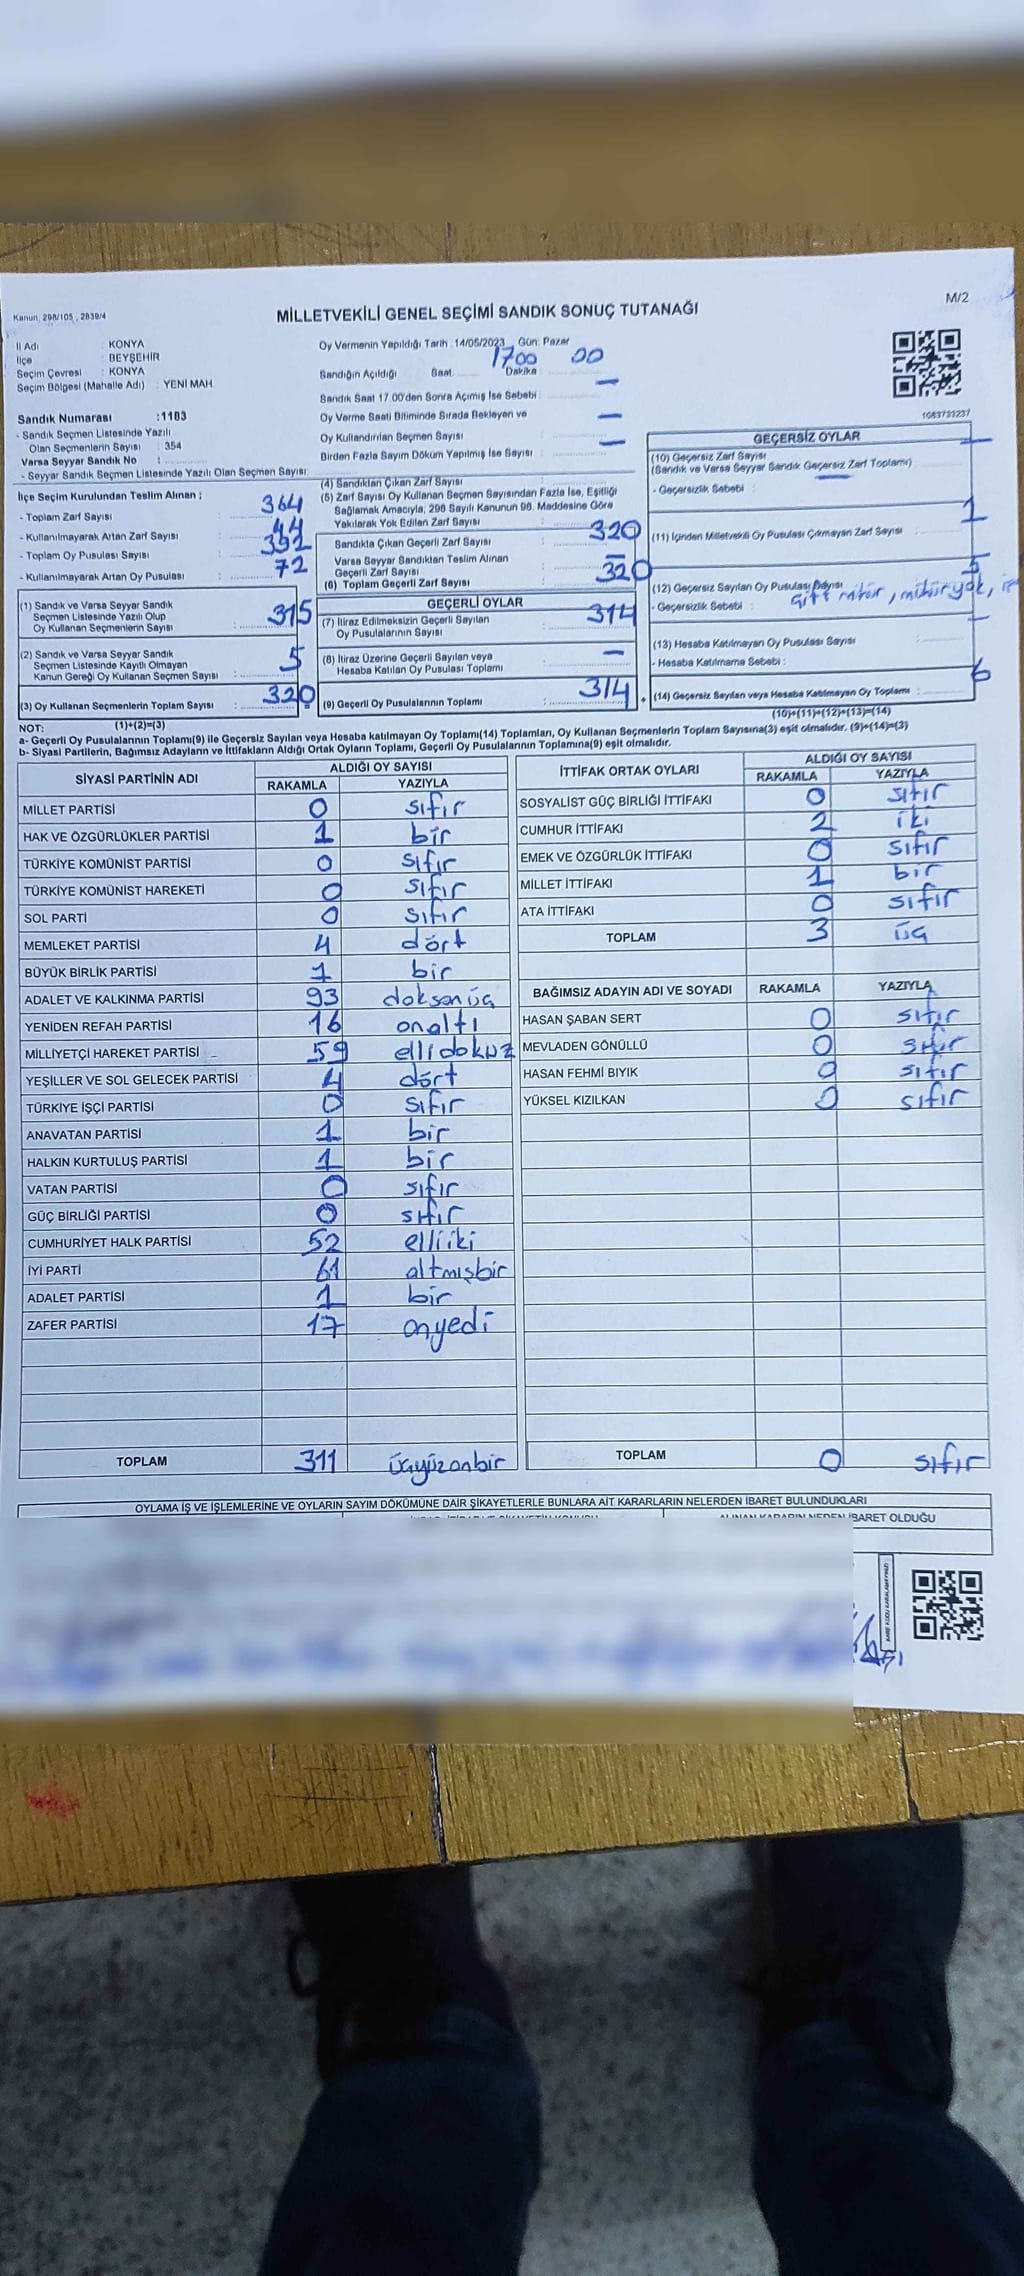 Kanun, 298/105 , 2839/4
MİLLETVEKİLİ GENEL SEÇİMİ SANDIK SONUÇ TUTANAĞI
M/2
İl Adı : KONYA
İlçe : BEYŞEHİR
Seçim Çevresi : KONYA
Seçim Bölgesi (Mahalle Adı) : YENİ MAH
Sandık Numarası : 1183
- Sandık Seçmen Listesinde Yazılı
Olan Seçmenlerin Sayısı : 354
Varsa Seyyar Sandık No :
- Seyyar Sandık Seçmen Listesinde Yazılı Olan Seçmen Sayısı :
Oy Vermenin Yapıldığı Tarih :14/05/2023 Gün: Pazar
Sandığın Açıldığı Saat 1700 Dakika : 00
Sandık Saat 17.00'den Sonra Açımış İse Sebebi : —
Oy Verme Saati Bitiminde Sırada Bekleyen ve
Oy Kullandırılan Seçmen Sayısı : —
Birden Fazla Sayım Döküm Yapılmış İse Sayısı : —
1083733237
İlçe Seçim Kurulundan Teslim Alınan ;
- Toplam Zarf Sayısı : 364
- Kullanılmayarak Artan Zarf Sayısı : 44
- Toplam Oy Pusulası Sayısı : 392
- Kullanılmayarak Artan Oy Pusulası : 72
(1) Sandık ve Varsa Seyyar Sandık
Seçmen Listesinde Yazılı Olup
Oy Kullanan Seçmenlerin Sayısı : 315
(2) Sandık ve Varsa Seyyar Sandık
Seçmen Listesinde Kayıtlı Olmayan
Kanun Gereği Oy Kullanan Seçmen Sayısı : 5
(3) Oy Kullanan Seçmenlerin Toplam Sayısı : 320
(1)+(2)=(3)
(4) Sandıktan Çıkan Zarf Sayısı :
(5) Zarf Sayısı Oy Kullanan Seçmen Sayısından Fazla İse, Eşitliği
Sağlamak Amacıyla, 298 Sayılı Kanunun 98. Maddesine Göre
Yakılarak Yok Edilen Zarf Sayısı :
Sandıkta Çıkan Geçerli Zarf Sayısı : 320
Varsa Seyyar Sandıktan Teslim Alınan
Geçerli Zarf Sayısı : —
(6) Toplam Geçerli Zarf Sayısı : 320
GEÇERLİ OYLAR
(7) İtiraz Edilmeksizin Geçerli Sayılan
Oy Pusulalarının Sayısı : 314
(8) İtiraz Üzerine Geçerli Sayılan veya
Hesaba Katılan Oy Pusulası Toplamı : —
(9) Geçerli Oy Pusulalarının Toplamı : 314
GEÇERSİZ OYLAR
(10) Geçersiz Zarf Sayısı —
(Sandık ve Varsa Seyyar Sandık Geçersiz Zarf Toplamı)
- Geçersizlik Sebebi : —
(11) İçinden Milletvekili Oy Pusulası Çıkmayan Zarf Sayısı : 1
(12) Geçersiz Sayılan Oy Pusulası Sayısı : 5
- Geçersizlik Sebebi : Çift mühür, mühür yok,
(13) Hesaba Katılmayan Oy Pusulası Sayısı : —
- Hesaba Katılmama Sebebi :
(14) Geçersiz Sayılan veya Hesaba Katılmayan Oy Toplamı : 6
(10)+(11)+(12)+(13)=(14)
NOT:
a- Geçerli Oy Pusulalarının Toplamı(9) ile Geçersiz Sayılan veya Hesaba katılmayan Oy Toplamı(14) Toplamları, Oy Kullanan Seçmenlerin Toplam Sayısına(3) eşit olmalıdır. (9)+(14)=(3)
b- Siyasi Partilerin, Bağımsız Adayların ve İttifakların Aldığı Ortak Oyların Toplamı, Geçerli Oy Pusulalarının Toplamına(9) eşit olmalıdır.
SİYASİ PARTİNİN ADI ALDIĞI OY SAYISI
RAKAMLA YAZIYLA
MİLLET PARTİSİ 0 sıfır
HAK VE ÖZGÜRLÜKLER PARTİSİ 1 bir
TÜRKİYE KOMÜNİST PARTİSİ 0 sıfır
TÜRKİYE KOMÜNİST HAREKETİ 0 sıfır
SOL PARTİ 0 sıfır
MEMLEKET PARTİSİ 4 dört
BÜYÜK BİRLİK PARTİSİ 1 bir
ADALET VE KALKINMA PARTİSİ 93 doksanüç
YENİDEN REFAH PARTİSİ 16 onaltı
MİLLİYETÇİ HAREKET PARTİSİ 59 ellidokuz
YEŞİLLER VE SOL GELECEK PARTİSİ 4 dört
TÜRKİYE İŞÇİ PARTİSİ 0 sıfır
ANAVATAN PARTİSİ 1 bir
HALKIN KURTULUŞ PARTİSİ 1 bir
VATAN PARTİSİ 0 sıfır
GÜÇ BİRLİĞİ PARTİSİ 0 sıfır
CUMHURİYET HALK PARTİSİ 52 elliiki
İYİ PARTİ 61 altmışbir
ADALET PARTİSİ 1 bir
ZAFER PARTİSİ 17 onyedi
TOPLAM 311 üçyüzonbir
İTTİFAK ORTAK OYLARI ALDIĞI OY SAYISI
RAKAMLA YAZIYLA
SOSYALİST GÜÇ BİRLİĞİ İTTİFAKI 0 sıfır
CUMHUR İTTİFAKI 2 iki
EMEK VE ÖZGÜRLÜK İTTİFAKI 0 sıfır
MİLLET İTTİFAKI 1 bir
ATA İTTİFAKI 0 sıfır
TOPLAM 3 üç
BAĞIMSIZ ADAYIN ADI VE SOYADI RAKAMLA YAZIYLA
HASAN ŞABAN SERT 0 sıfır
MEVLADEN GÖNÜLLÜ 0 sıfır
HASAN FEHMİ BIYIK 0 sıfır
YÜKSEL KIZILKAN 0 sıfır
TOPLAM 0 sıfır
OYLAMA İŞ VE İŞLEMLERİNE VE OYLARIN SAYIM DÖKÜMÜNE DAİR ŞİKAYETLERLE BUNLARA AİT KARARLARIN NELERDEN İBARET BULUNDUKLARI
ALINAN KARARIN NEDEN İBARET OLDUĞU